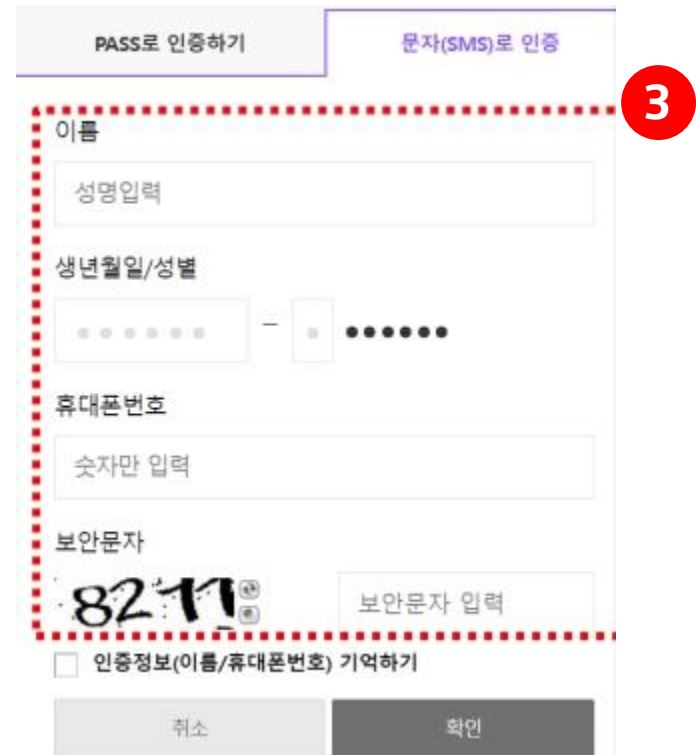 PASS로 인증하기 문자(SMS)로 인증
3
이름
성명입력
생년월일/성별
●●●●●● – ● ●●●●●●
휴대폰번호
숫자만 입력
보안문자
8211 보안문자 입력
인증정보(이름/휴대폰번호) 기억하기
취소 확인